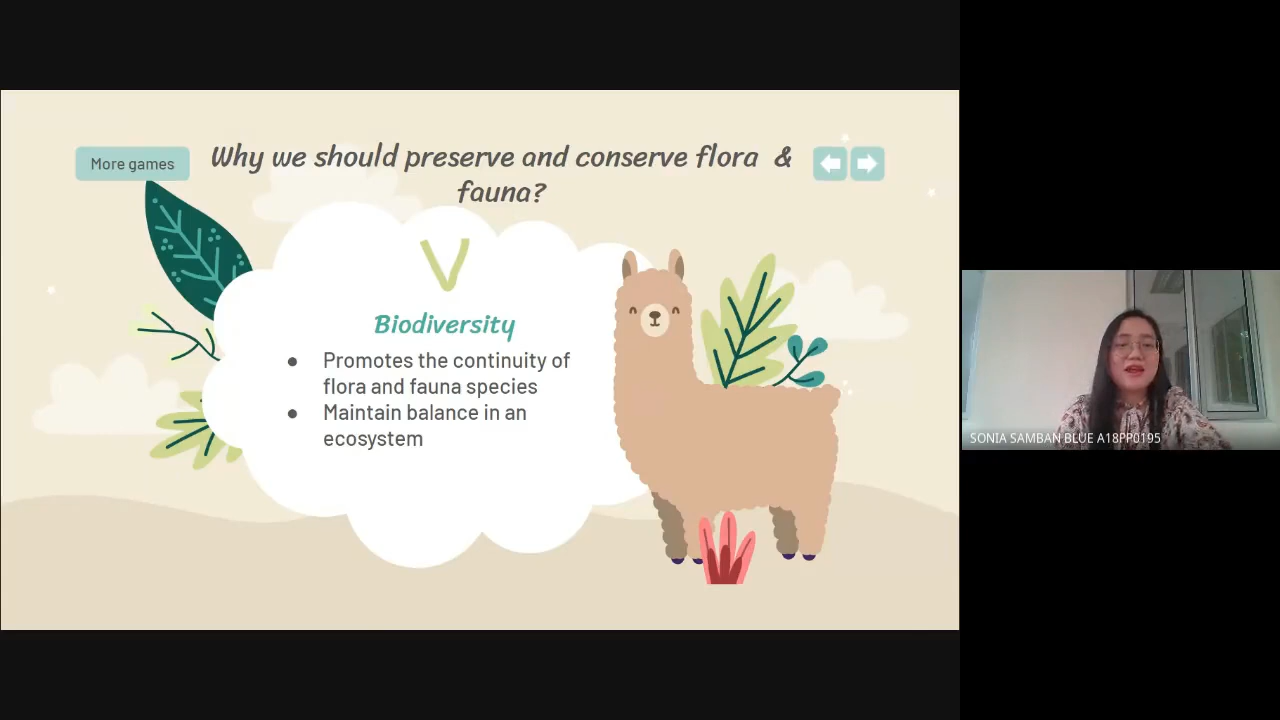 More games
Why we should preserve and conserve flora & 
fauna?
V
Biodiversity
● Promotes the continuity of
flora and fauna species
● Maintain balance in an
ecosystem
SONIA SAMBAN BLUE A18PP0195